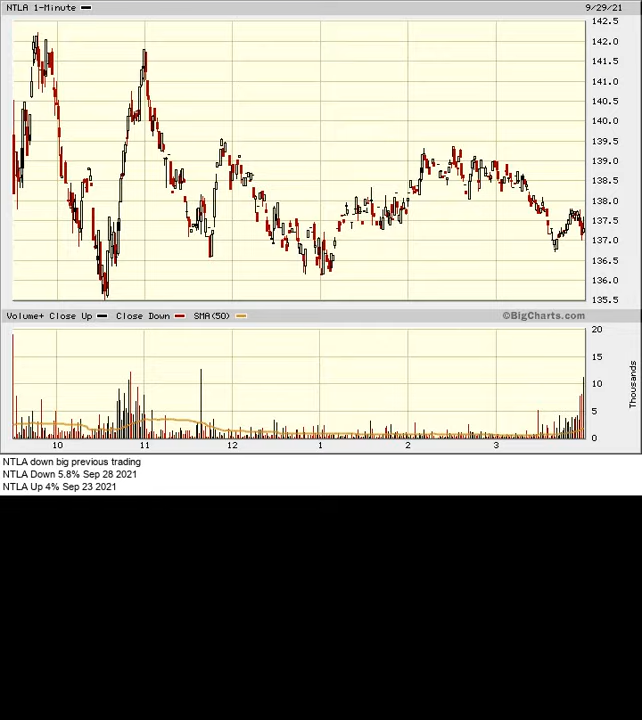 NTLA 1-Minute 9/29/21
142.5
142.0
141.5
141.0
140.5
140.0
139.5
139.0
138.5
138.0
137.5
137.0
136.5
136.0
135.5
Volume+ Close Up Close Down SMA(50) ©BigCharts.com
20
15
10
5
0
Thousands
10 11 12 1 2 3
NTLA down big previous trading
NTLA Down 5.8% Sep 28 2021
NTLA Up 4% Sep 23 2021